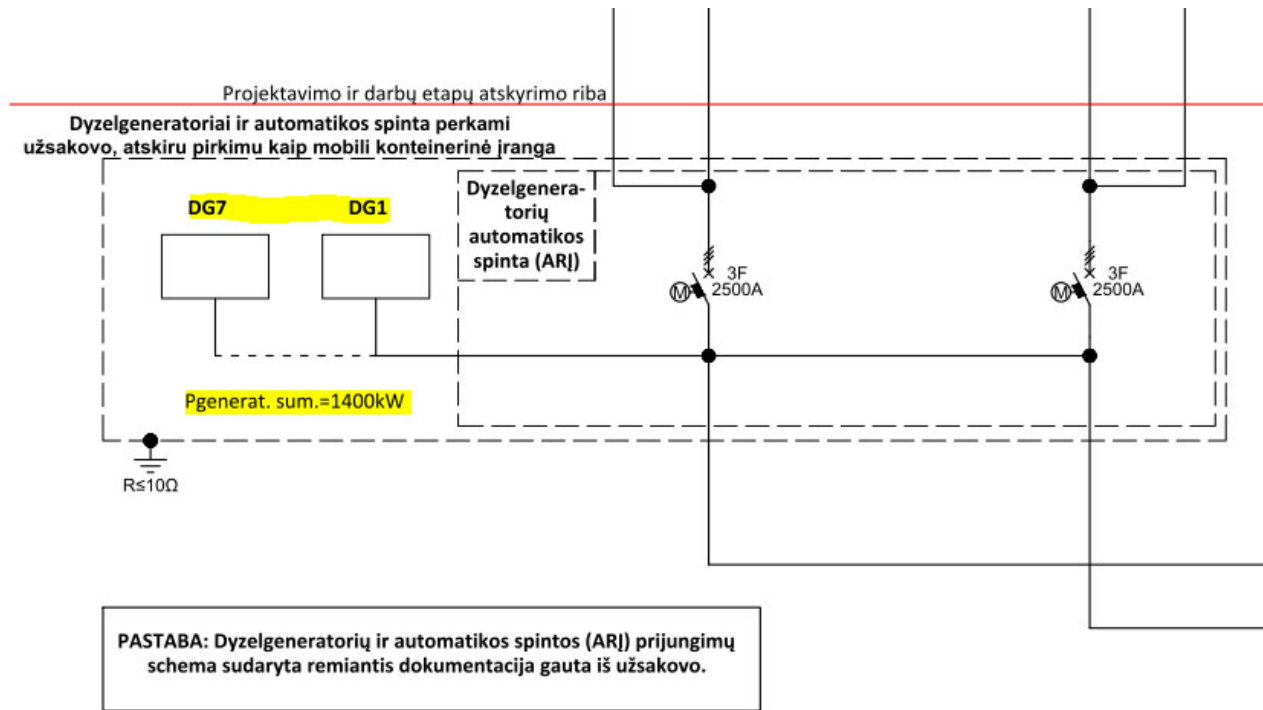 Projektavimo ir darbų etapų atskyrimo riba
Dyzelgeneratoriai ir automatikos spinta perkami
užsakovo, atskiru pirkimu kaip mobili konteinerinė įranga
DG7
DG1
Dyzelgenera-
torių
automatikos
spinta (ARĮ)
M
3F
2500A
M
3F
2500A
Pgenerat. sum.=1400kW
R≤10Ω
PASTABA: Dyzelgeneratorių ir automatikos spintos (ARĮ) prijungimų
schema sudaryta remiantis dokumentacija gauta iš užsakovo.